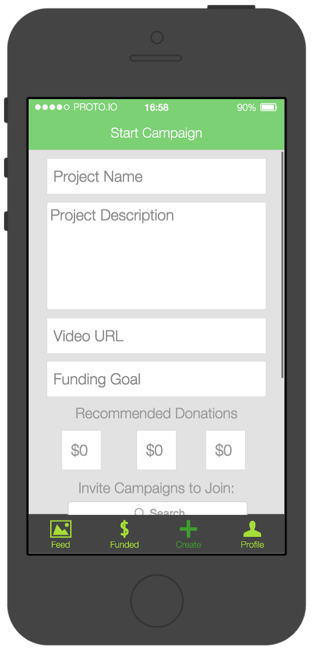 PROTO.IO 16:58 90%
Start Campaign
Project Name
Project Description
Video URL
Funding Goal
Recommended Donations
$0 $0 $0
Invite Campaigns to Join:
Search
Feed Funded Create Profile